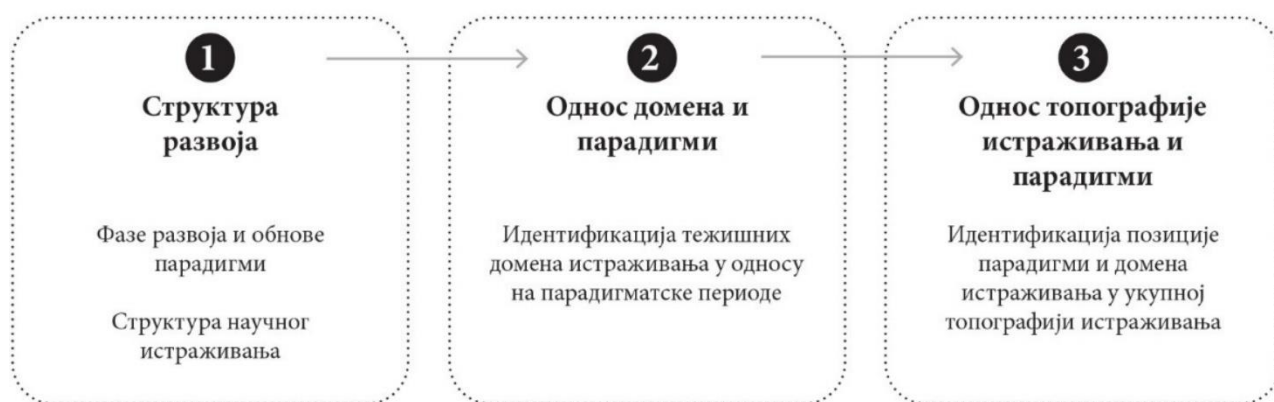 1
Структура
развоја
Фазе развоја и обнове
парадигми
Структура научног
истраживања
2
Однос домена и
парадигми
Идентификација тежишних
домена истраживања у односу
на парадигматске периоде
3
Однос топографије
истраживања и
парадигми
Идентификација позиције
парадигми и домена
истраживања у укупној
топографији истраживања